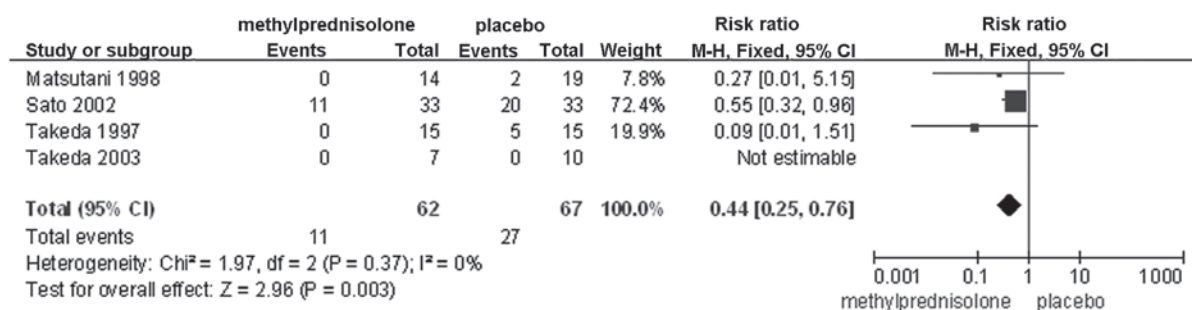 methylprednisolone placebo Risk ratio Risk ratio
Study or subgroup Events Total Events Total Weight M-H, Fixed, 95% CI M-H, Fixed, 95% CI
Matsutani 1998 0 14 2 19 7.8% 0.27 [0.01, 5.15]
Sato 2002 11 33 20 33 72.4% 0.55 [0.32, 0.96]
Takeda 1997 0 15 5 15 19.9% 0.09 [0.01, 1.51]
Takeda 2003 0 7 0 10 Not estimable
Total (95% CI) 62 67 100.0% 0.44 [0.25, 0.76]
Total events 11 27
Heterogeneity: Chi² = 1.97, df = 2 (P = 0.37); I² = 0%
Test for overall effect: Z = 2.96 (P = 0.003)
0.001 0.1 1 10 1000
methylprednisolone placebo